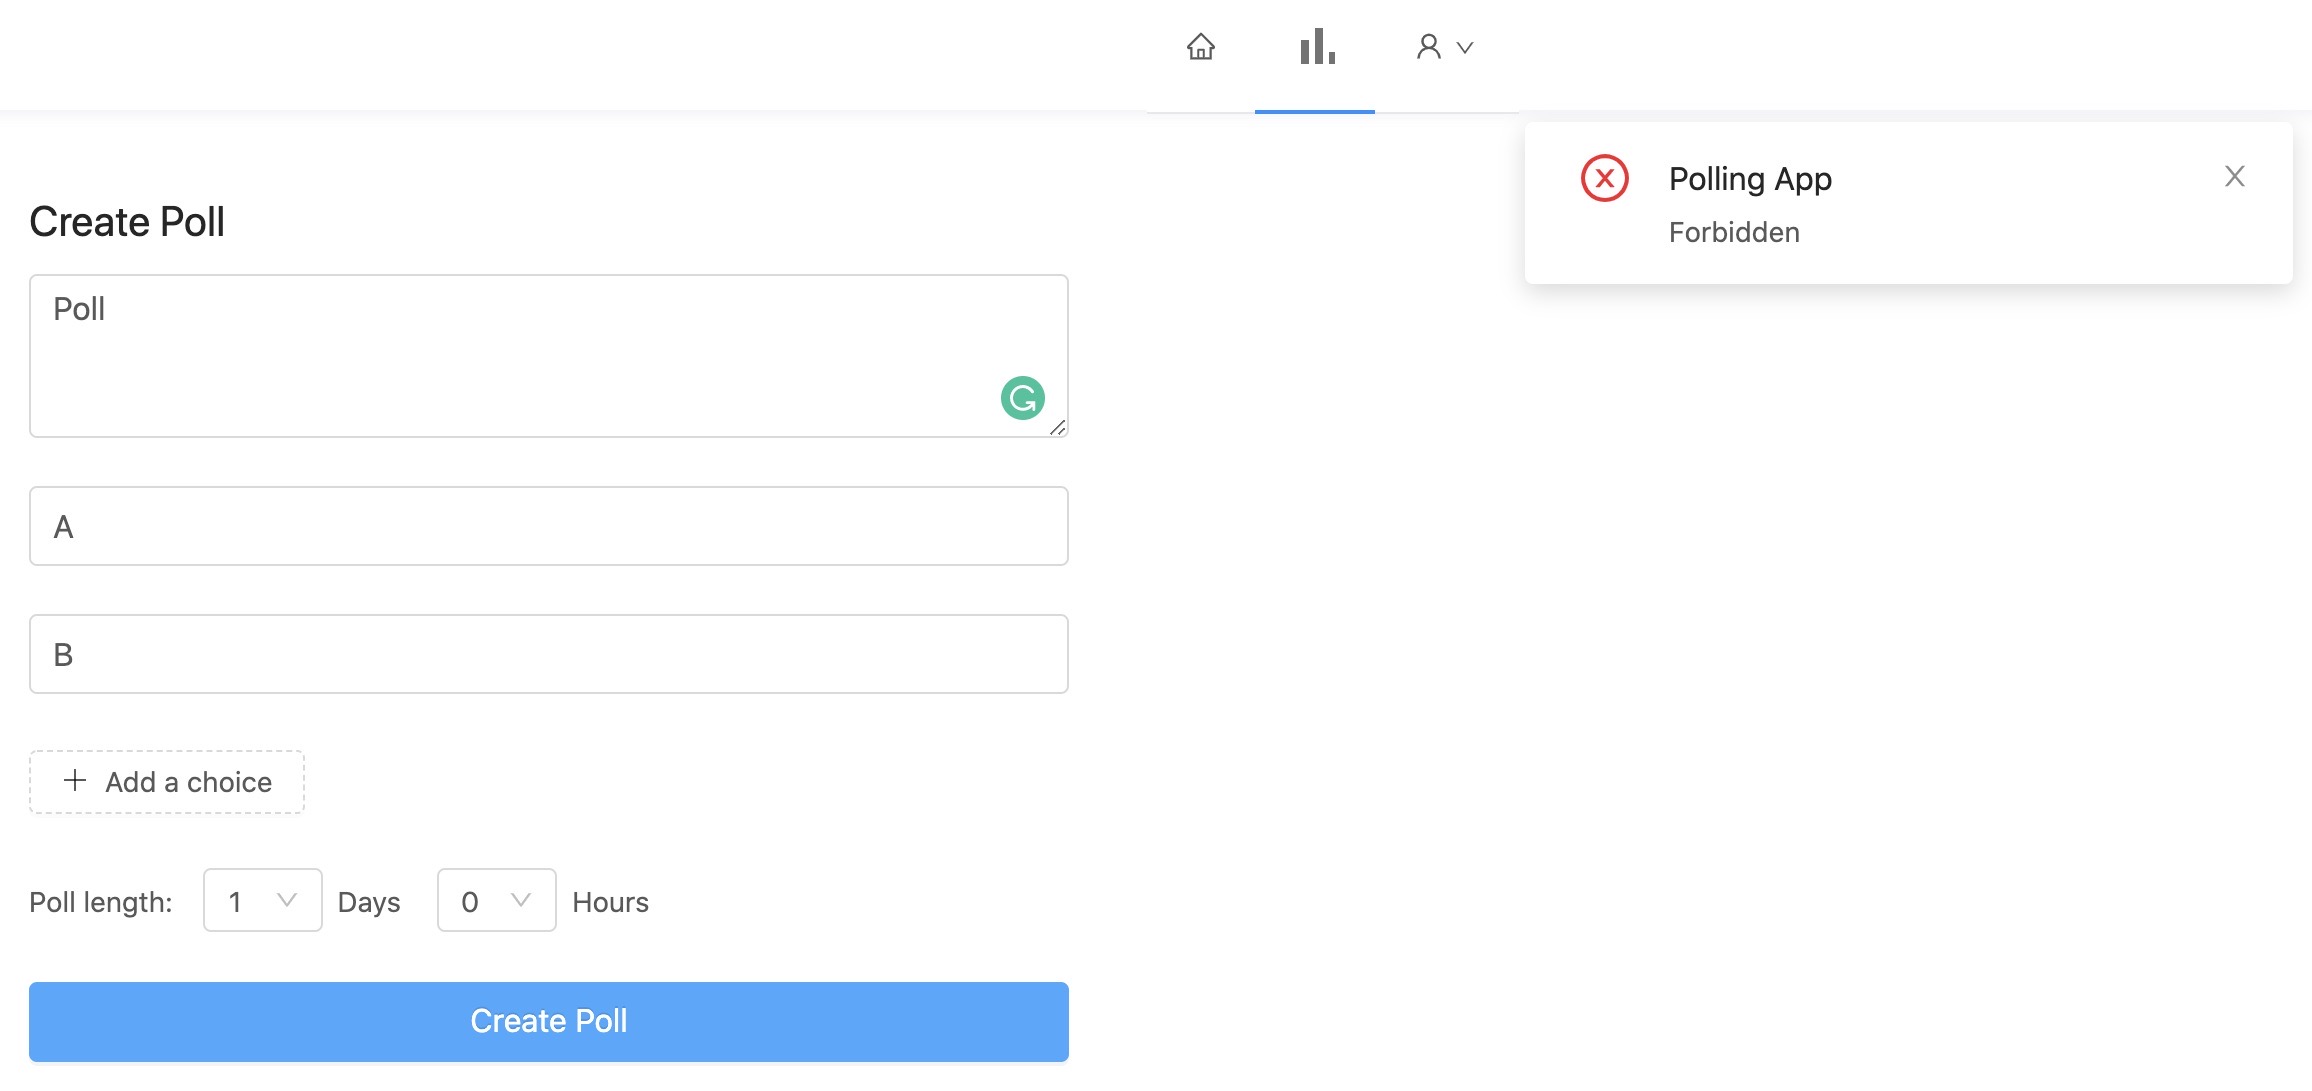 Polling App
Forbidden
Create Poll
Poll
A
B
Add a choice
Poll length: 1 Days 0 Hours
Create Poll